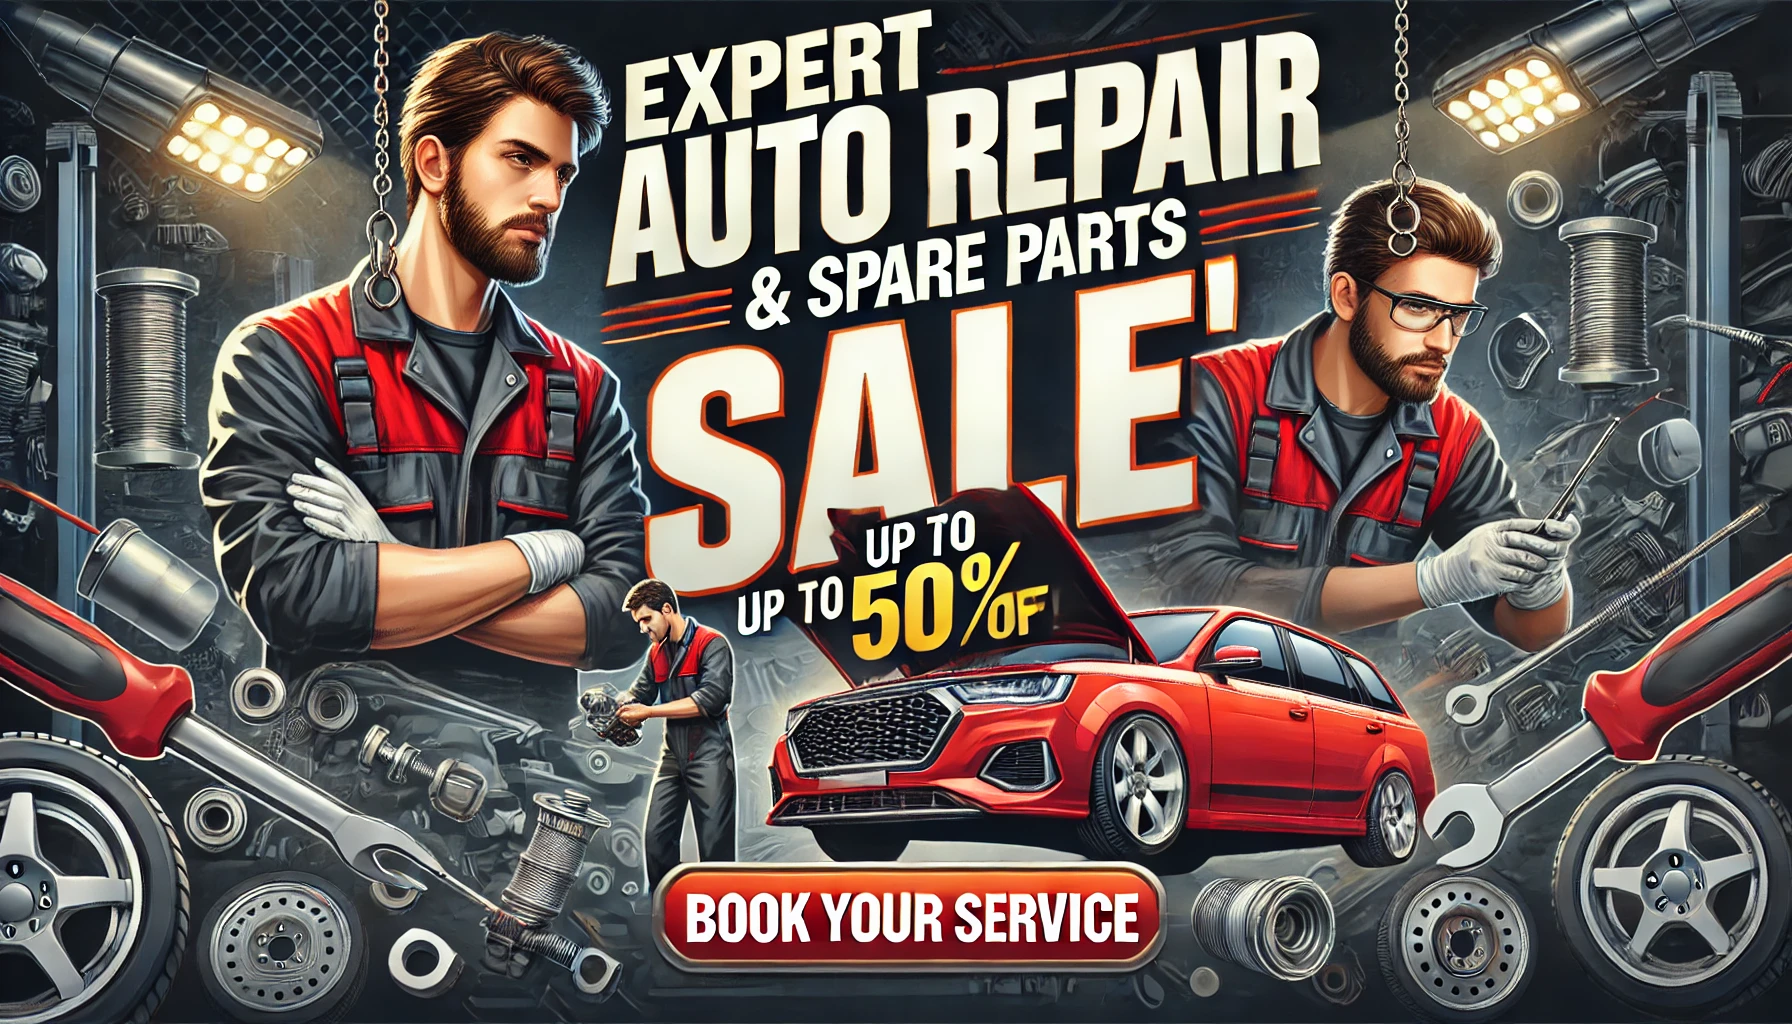 EXPERT
AUTO REPAIR
& SPARE PARTS
SALE'
UP TO
UP TO 50% OF
BOOK YOUR SERVICE